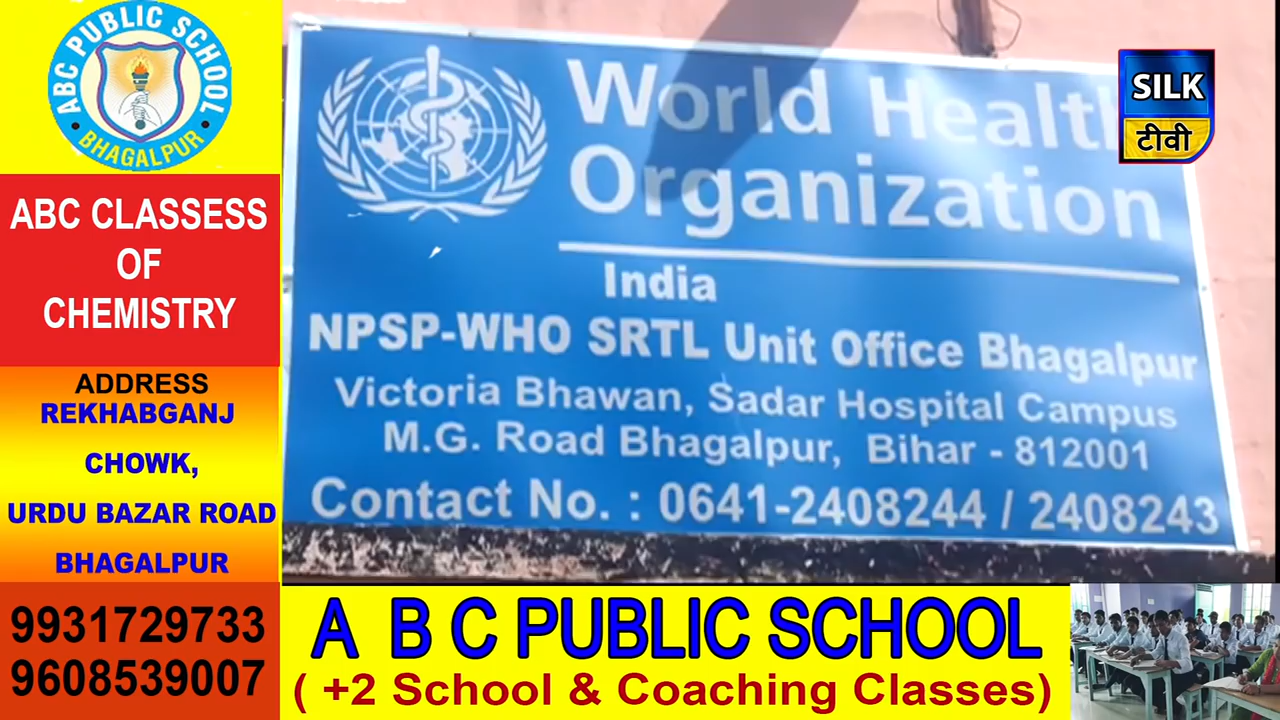 ABC PUBLIC SCHOOL
• BHAGALPUR •
ABC CLASSESS
OF
CHEMISTRY
ADDRESS
REKHABGANJ
CHOWK,
URDU BAZAR ROAD
BHAGALPUR
9931729733
9608539007
World Health
Organization
India
NPSP-WHO SRTL Unit Office Bhagalpur
Victoria Bhawan, Sadar Hospital Campus
M.G. Road Bhagalpur, Bihar - 812001
Contact No. : 0641-2408244 / 2408243
SILK
टीवी
A B C PUBLIC SCHOOL
( +2 School & Coaching Classes)